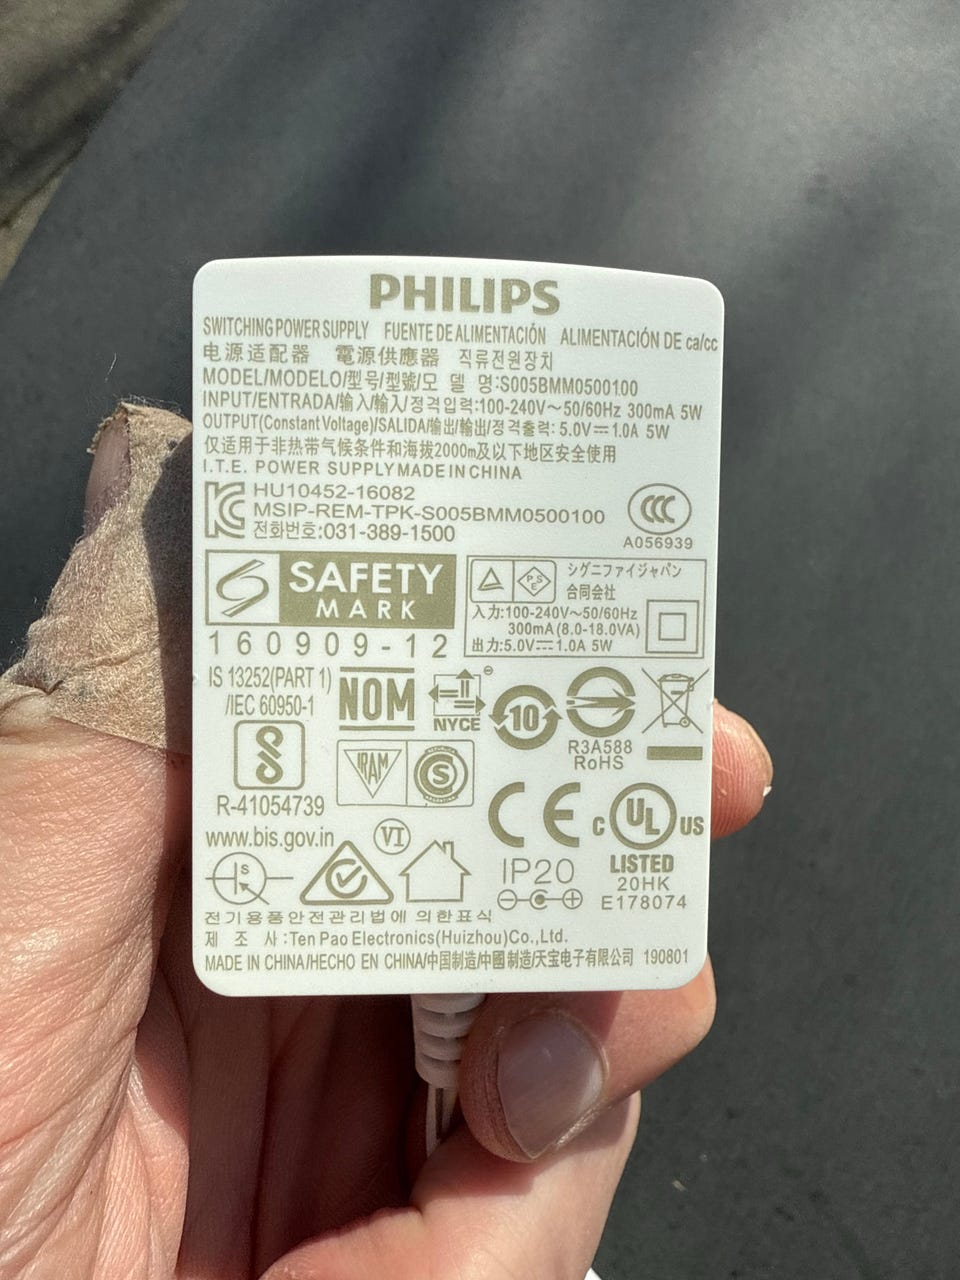 PHILIPS
SWITCHING POWER SUPPLY FUENTE DE ALIMENTACIÓN ALIMENTACIÓN DE ca/cc
电源适配器 電源供應器 직류전원장치
MODEL/MODELO/型号/型號/모 델 명:S005BMM0500100
INPUT/ENTRADA/输入/輸入/정격입력:100-240V～50/60Hz 300mA 5W
OUTPUT(Constant Voltage)/SALIDA/输出/輸出/정격출력: 5.0V⎓1.0A 5W
仅适用于非热带气候条件和海拔2000m及以下地区安全使用
I.T.E. POWER SUPPLY MADE IN CHINA
HU10452-16082
MSIP-REM-TPK-S005BMM0500100
전화번호:031-389-1500
CCC
A056939
SAFETY
MARK
160909-12
PSE
シグニファイジャパン
合同会社
入力:100-240V～50/60Hz
300mA(8.0-18.0VA)
出力:5.0V⎓1.0A 5W
IS 13252(PART 1)
/IEC 60950-1
R-41054739
www.bis.gov.in
NOM
NYCE
10
R3A588
RoHS
IRAM
S
VI
CE
c UL US
LISTED
20HK
E178074
IP20
S
전기용품안전관리법에 의한표식
제 조 사:Ten Pao Electronics(Huizhou)Co.,Ltd.
MADE IN CHINA/HECHO EN CHINA/中国制造/中國製造/天宝电子有限公司 190801